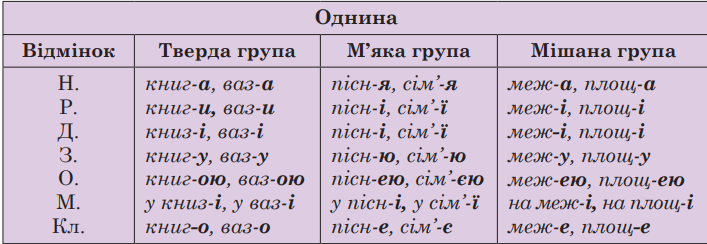 Однина
Відмінок Тверда група М’яка група Мішана група
Н. книг-а, ваз-а пісн-я, сім’-я меж-а, площ-а
Р. книг-и, ваз-и пісн-і, сім’-ї меж-і, площ-і
Д. книз-і, ваз-і пісн-і, сім’-ї меж-і, площ-і
З. книг-у, ваз-у пісн-ю, сім’-ю меж-у, площ-у
О. книг-ою, ваз-ою пісн-ею, сім’-єю меж-ею, площ-ею
М. у книз-і, у ваз-і у пісн-і, у сім’-ї на меж-і, на площ-і
Кл. книг-о, ваз-о пісн-е, сім’-є меж-е, площ-е